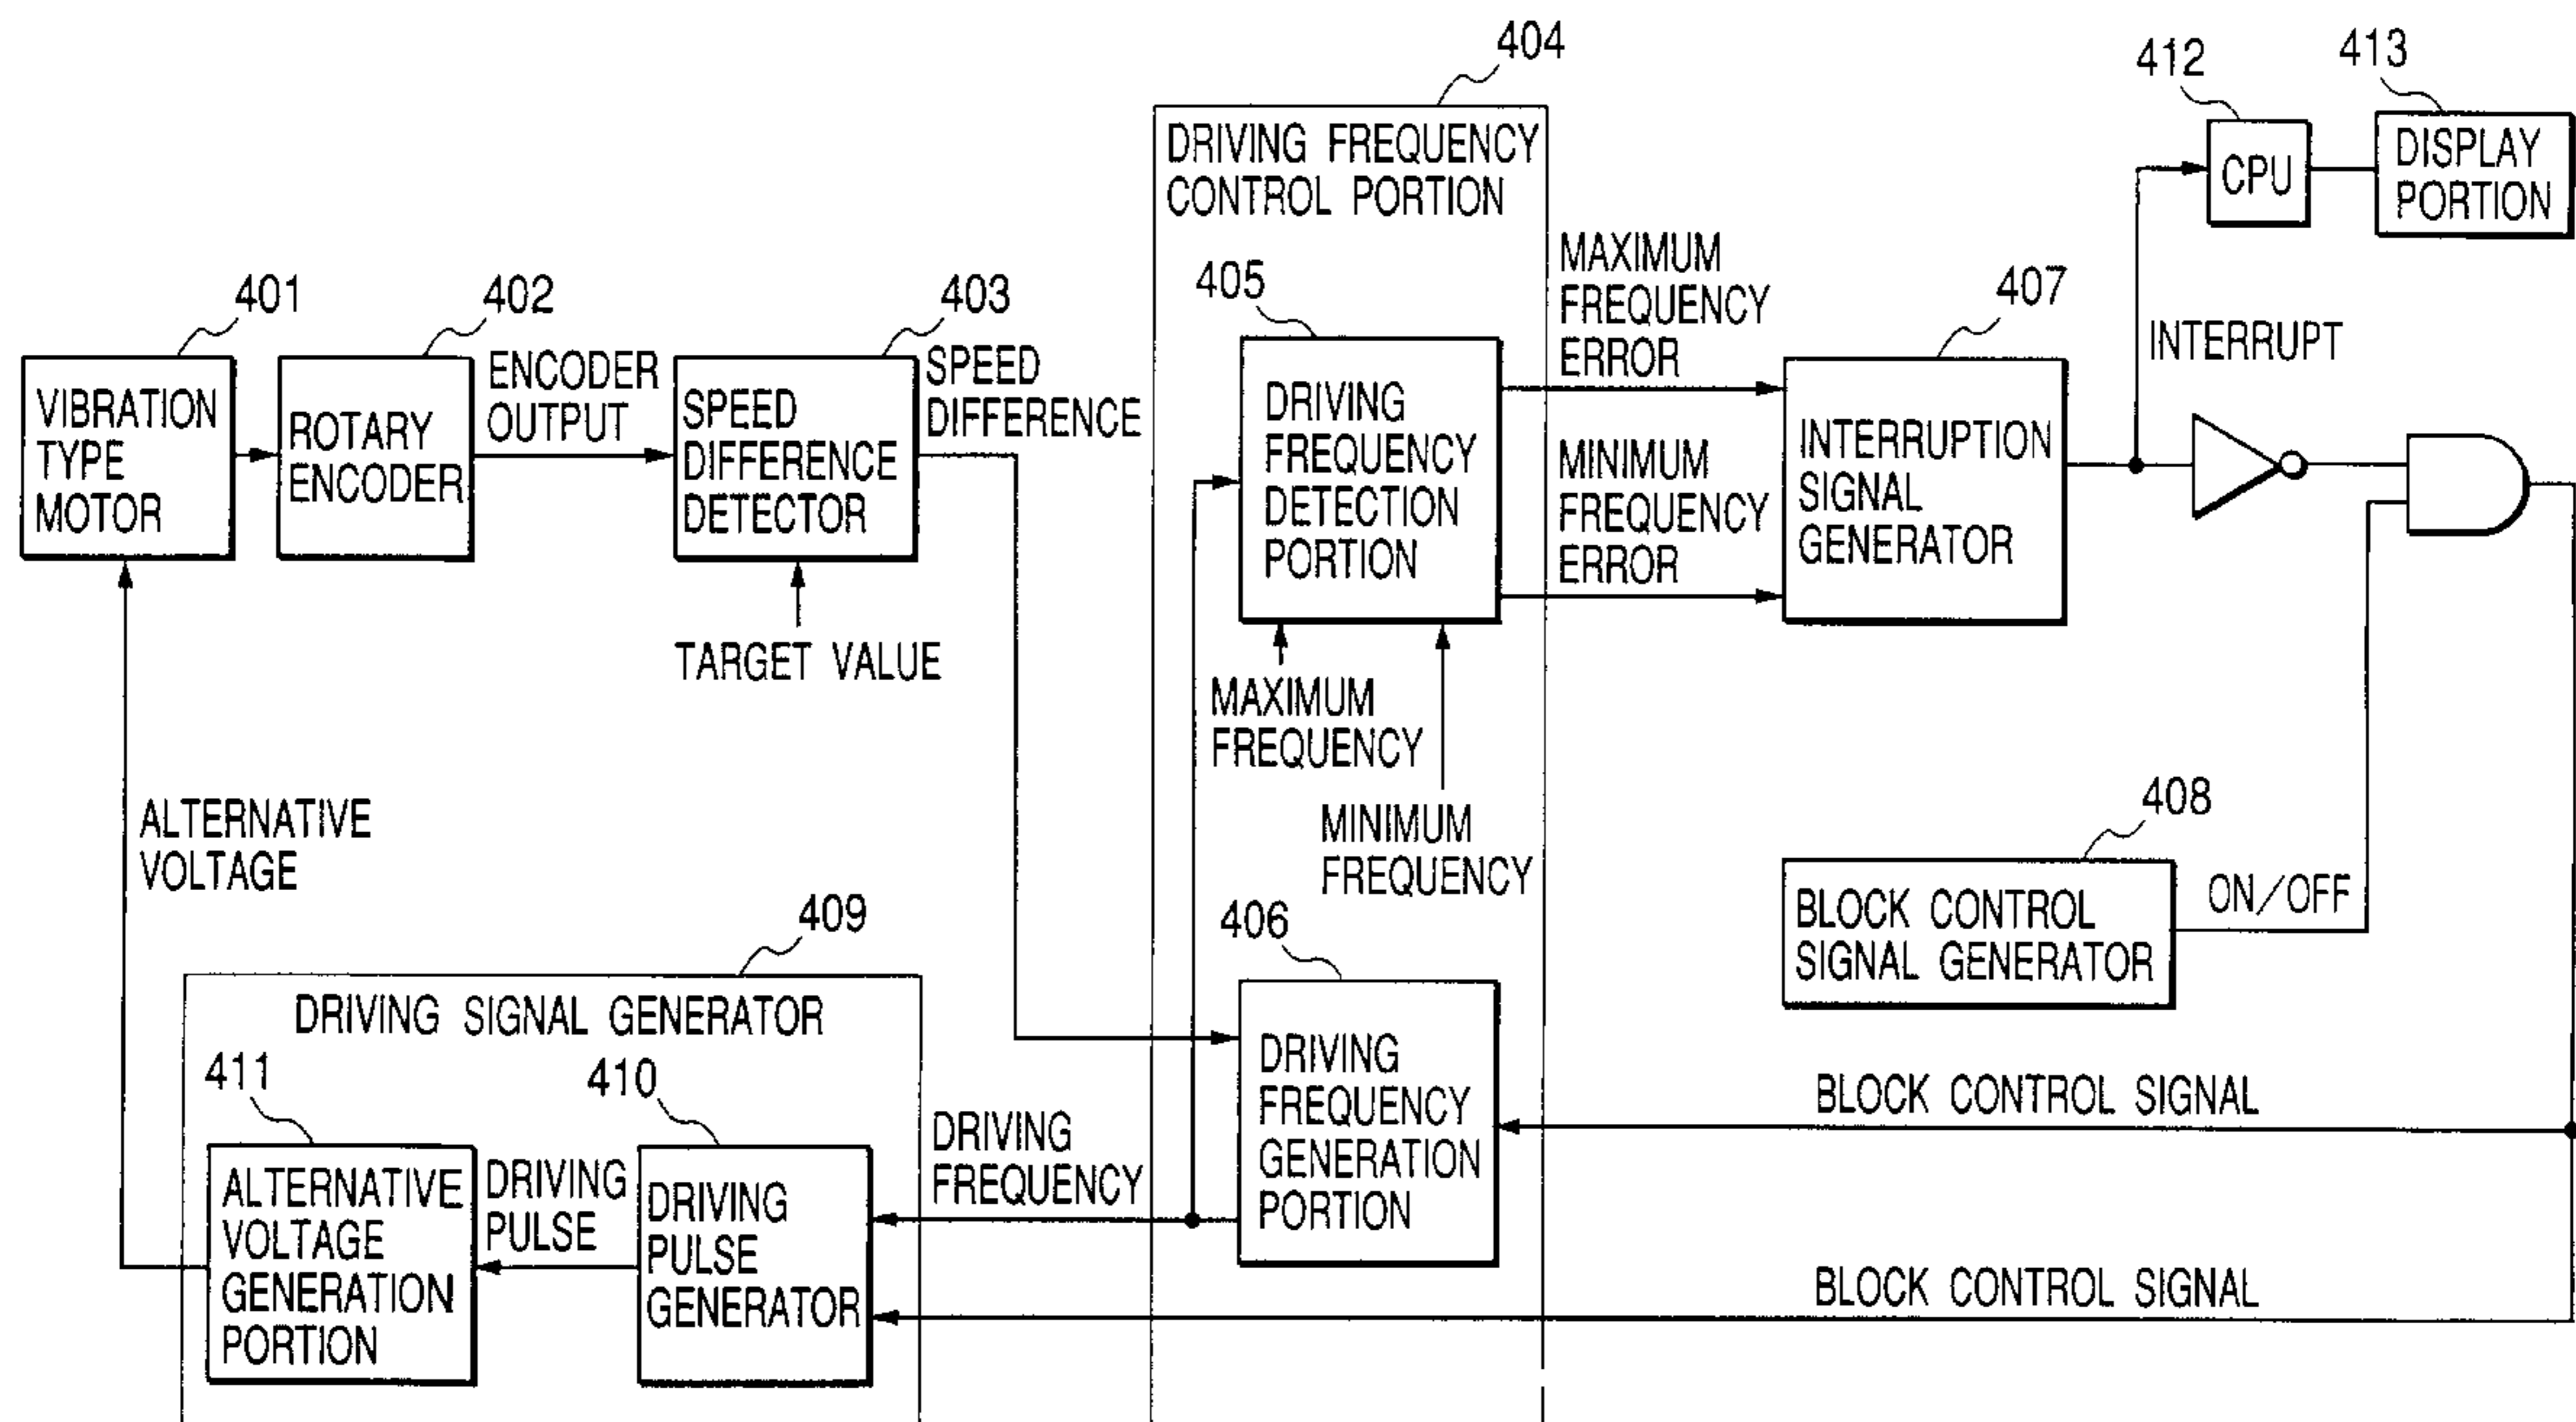 404
412
413
DRIVING FREQUENCY
CONTROL PORTION
CPU
DISPLAY
PORTION
401
402
403
405
407
VIBRATION
TYPE
MOTOR
ROTARY
ENCODER
ENCODER
OUTPUT
SPEED
DIFFERENCE
DETECTOR
SPEED
DIFFERENCE
TARGET VALUE
DRIVING
FREQUENCY
DETECTION
PORTION
MAXIMUM
FREQUENCY
ERROR
MINIMUM
FREQUENCY
ERROR
INTERRUPTION
SIGNAL
GENERATOR
INTERRUPT
MAXIMUM
FREQUENCY
MINIMUM
FREQUENCY
ALTERNATIVE
VOLTAGE
408
BLOCK CONTROL
SIGNAL GENERATOR
ON/OFF
409
DRIVING SIGNAL GENERATOR
406
DRIVING
FREQUENCY
GENERATION
PORTION
411
ALTERNATIVE
VOLTAGE
GENERATION
PORTION
DRIVING
PULSE
410
DRIVING
PULSE
GENERATOR
DRIVING
FREQUENCY
BLOCK CONTROL SIGNAL
BLOCK CONTROL SIGNAL